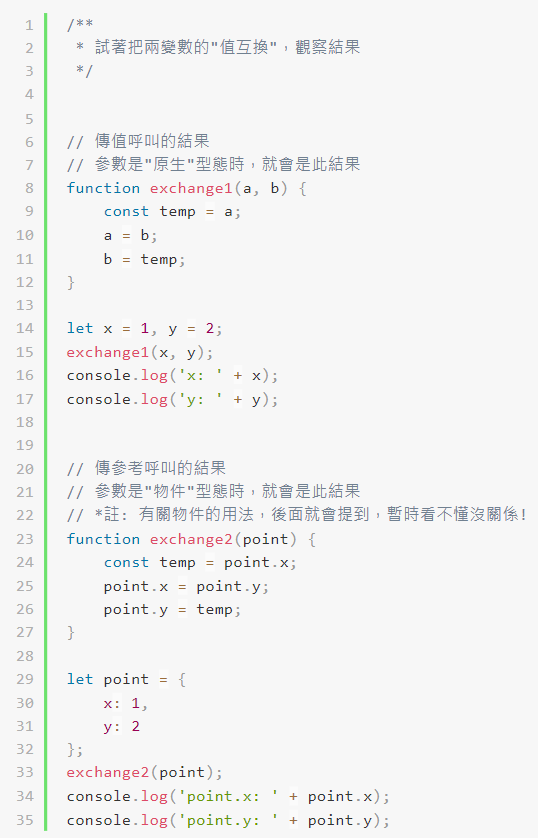 1 /**
2  * 試著把兩變數的"值互換"，觀察結果
3  */
4
5
6 // 傳值呼叫的結果
7 // 參數是"原生"型態時，就會是此結果
8 function exchange1(a, b) {
9     const temp = a;
10     a = b;
11     b = temp;
12 }
13
14 let x = 1, y = 2;
15 exchange1(x, y);
16 console.log('x: ' + x);
17 console.log('y: ' + y);
18
19
20 // 傳參考呼叫的結果
21 // 參數是"物件"型態時，就會是此結果
22 // *註: 有關物件的用法，後面就會提到，暫時看不懂沒關係!
23 function exchange2(point) {
24     const temp = point.x;
25     point.x = point.y;
26     point.y = temp;
27 }
28
29 let point = {
30     x: 1,
31     y: 2
32 };
33 exchange2(point);
34 console.log('point.x: ' + point.x);
35 console.log('point.y: ' + point.y);